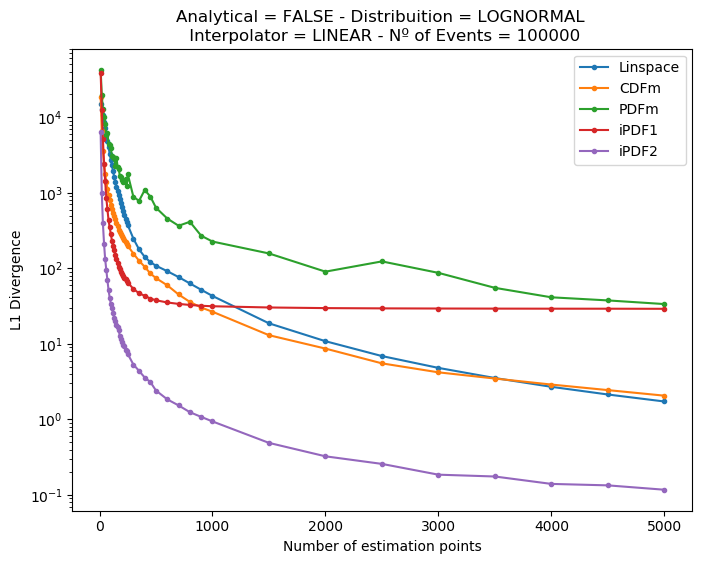 Analytical = FALSE - Distribuition = LOGNORMAL
Interpolator = LINEAR - Nº of Events = 100000
Linspace
CDFm
PDFm
iPDF1
iPDF2
L1 Divergence
10⁴
10³
10²
10¹
10⁰
10⁻¹
0 1000 2000 3000 4000 5000
Number of estimation points